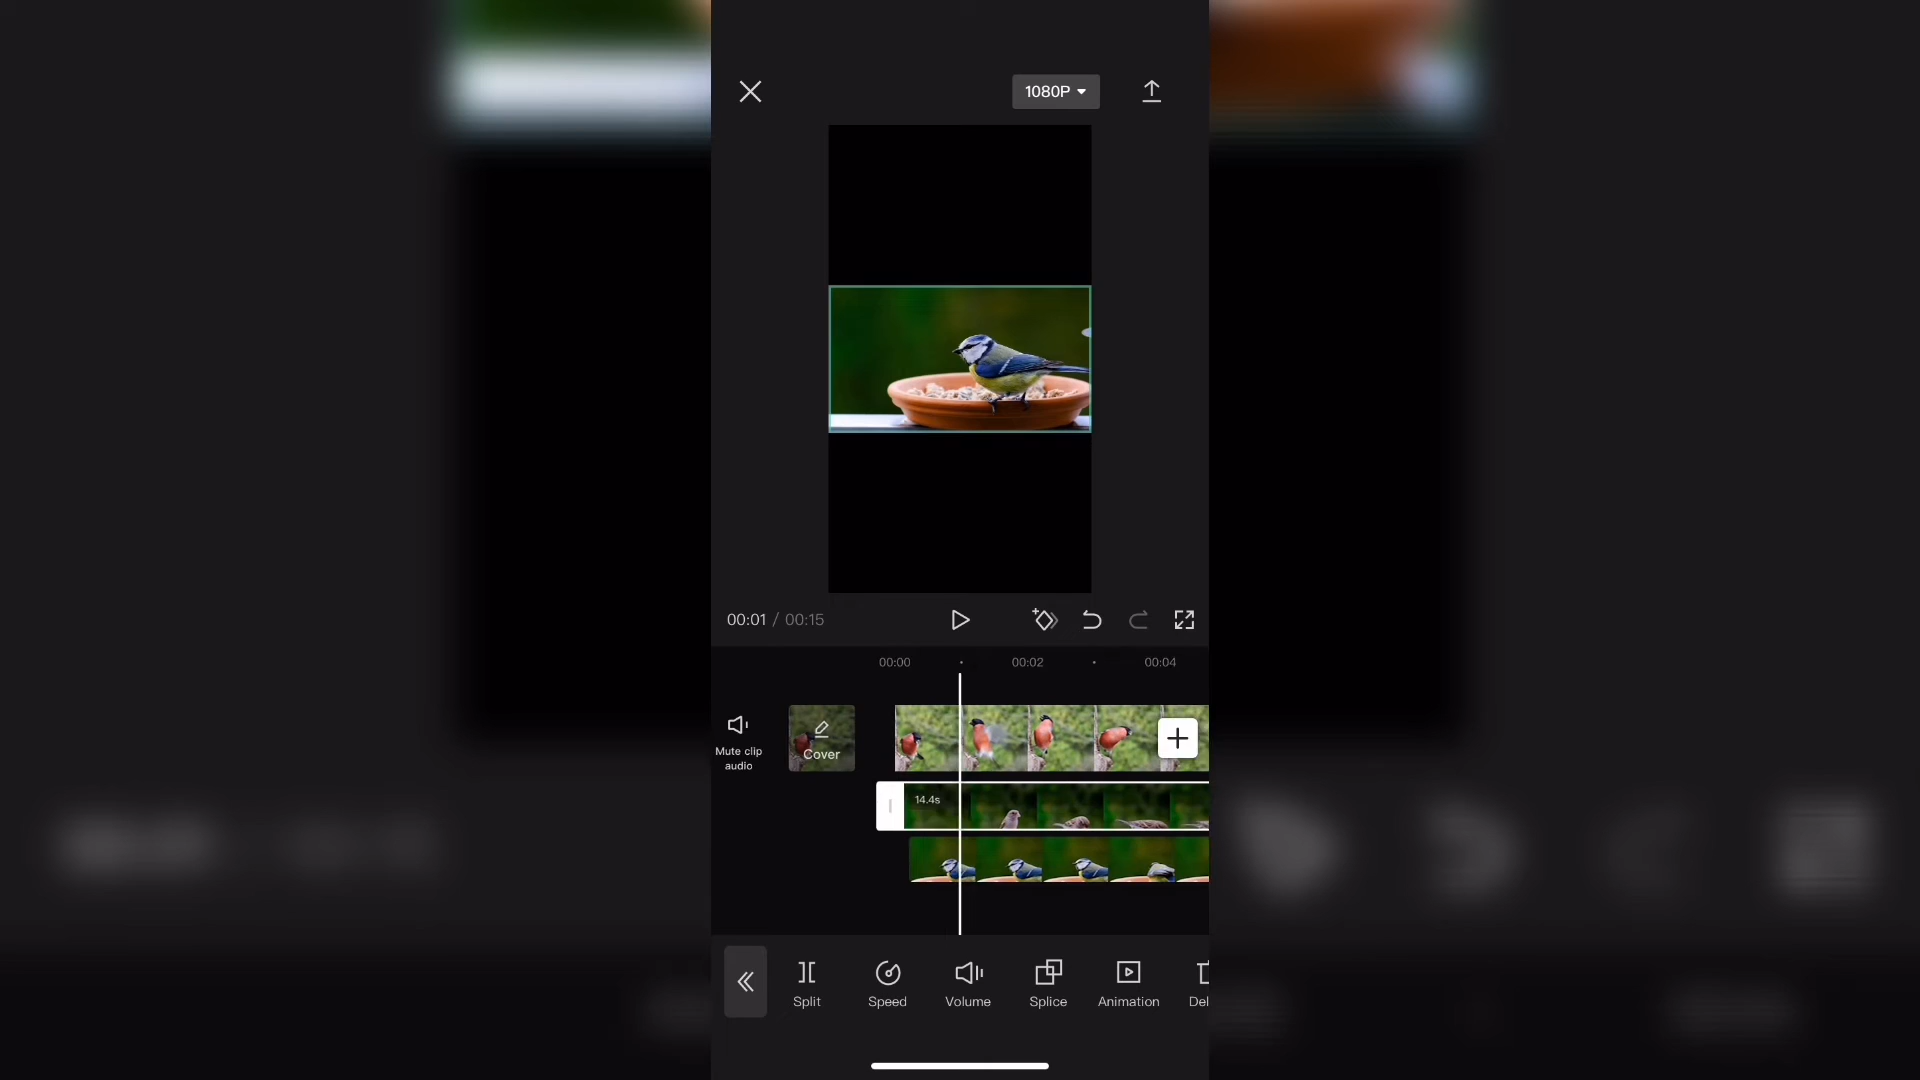 1080P
00:01 / 00:15
00:00
00:02
00:04
Mute clip
audio
Cover
14.4s
Split
Speed
Volume
Splice
Animation
Del